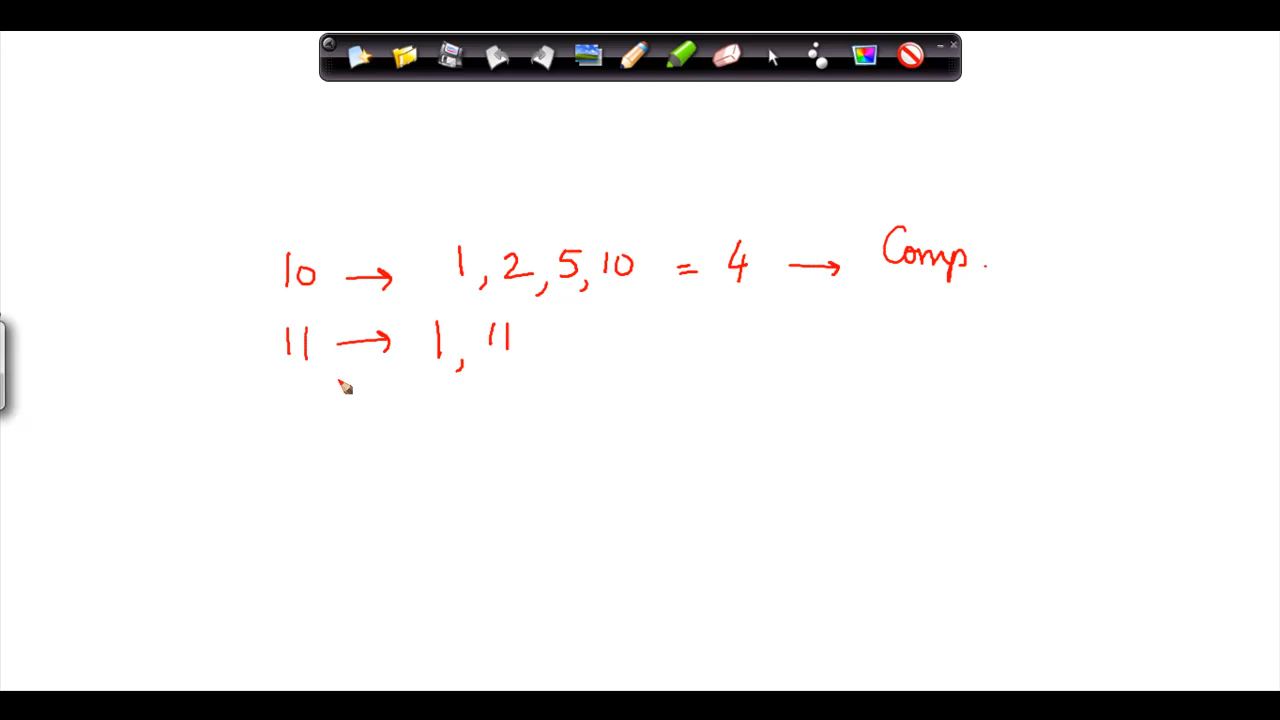 10 → 1, 2, 5, 10 = 4 → Comp.
11 → 1, 11